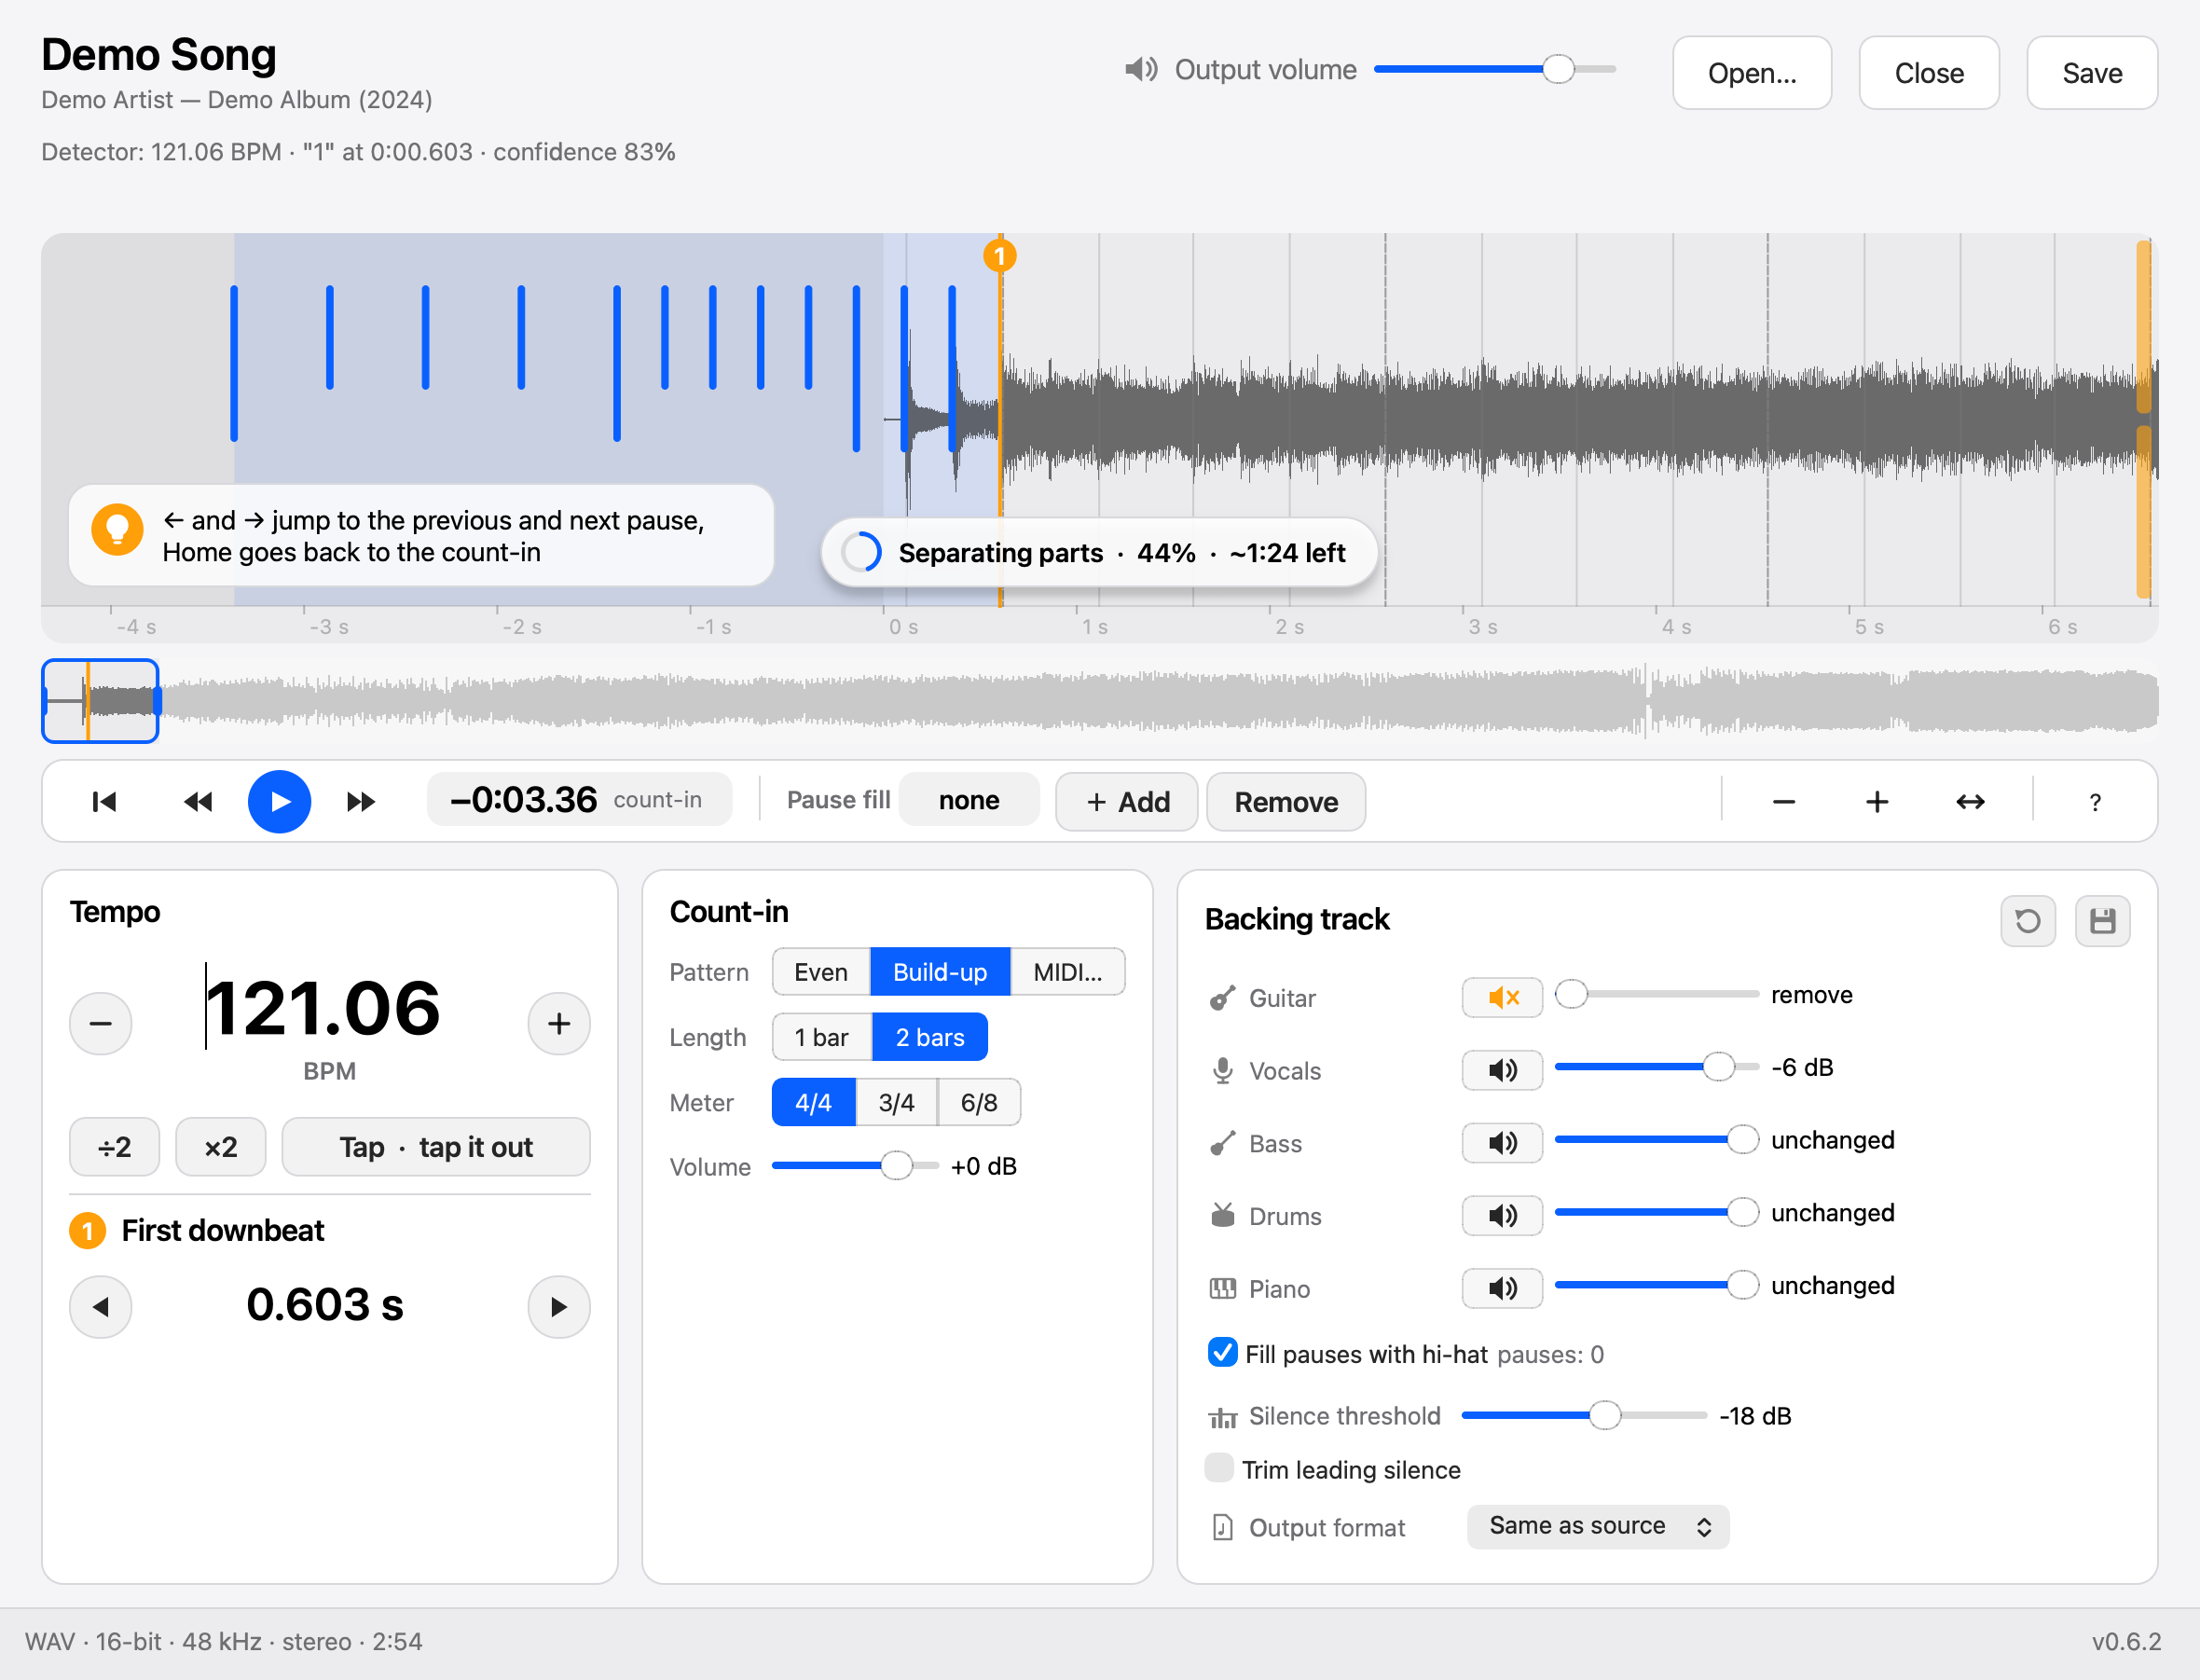 Demo Song
Demo Artist — Demo Album (2024)
Detector: 121.06 BPM · "1" at 0:00.603 · confidence 83%
Output volume
Open...
Close
Save
1
← and → jump to the previous and next pause,
Home goes back to the count-in
Separating parts · 44% · ~1:24 left
-4 s
-3 s
-2 s
-1 s
0 s
1 s
2 s
3 s
4 s
5 s
6 s
−0:03.36 count-in
Pause fill
none
+ Add
Remove
− + ↔ ?
Tempo
− 121.06 +
BPM
÷2
×2
Tap · tap it out
1 First downbeat
0.603 s
Count-in
Pattern Even Build-up MIDI...
Length 1 bar 2 bars
Meter 4/4 3/4 6/8
Volume +0 dB
Backing track
Guitar remove
Vocals -6 dB
Bass unchanged
Drums unchanged
Piano unchanged
Fill pauses with hi-hat pauses: 0
Silence threshold -18 dB
Trim leading silence
Output format Same as source
WAV · 16-bit · 48 kHz · stereo · 2:54
v0.6.2